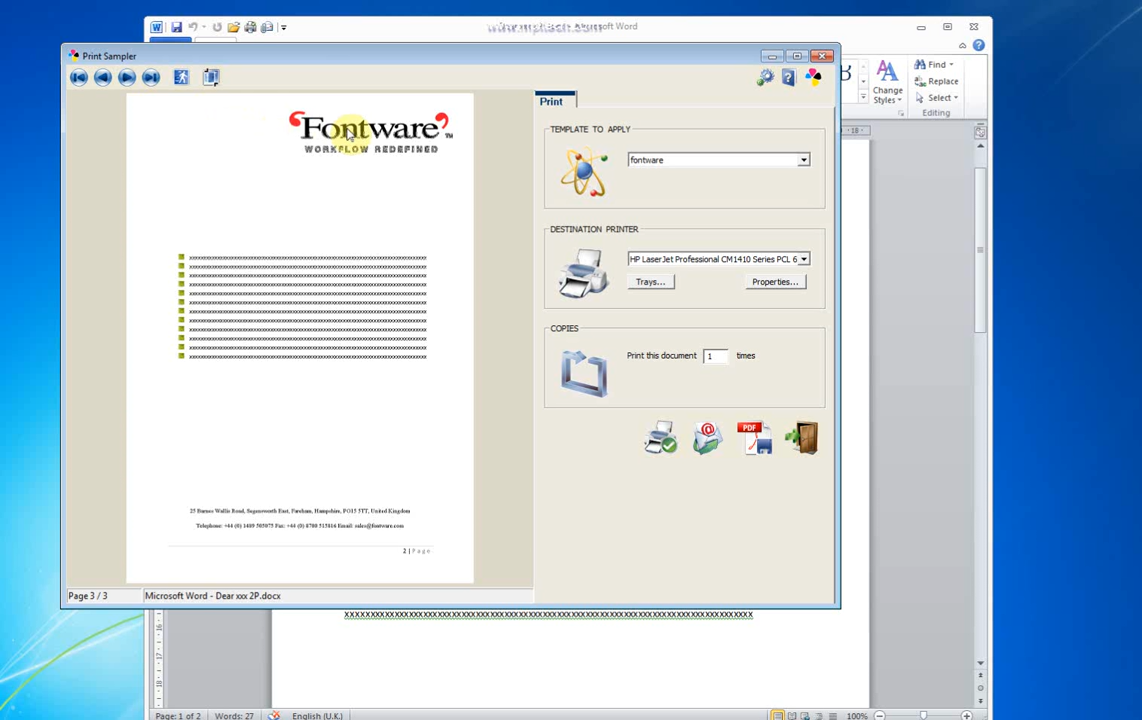 Microsoft Word
Find
Replace
Select
Change
Styles
Editing
Print Sampler
Print
Fontware TM
WORKFLOW REDEFINED
xxxxxxxxxxxxxxxxxxxxxxxxxxxxxxxxxxxxxxxxxxxxxxxxxxxxxxxxxxxxxx
25 Barnes Wallis Road, Segensworth East, Fareham, Hampshire, PO15 5TT, United Kingdom
Telephone: +44 (0) 1489 505075 Fax: +44 (0) 8700 515816 Email: sales@fontware.com
2 | Page
TEMPLATE TO APPLY
fontware
DESTINATION PRINTER
HP LaserJet Professional CM1410 Series PCL 6
Trays...
Properties...
COPIES
Print this document 1 times
PDF
Page 3 / 3
Microsoft Word - Dear xxx 2P.docx
Page: 1 of 2
Words: 27
English (U.K.)
100%